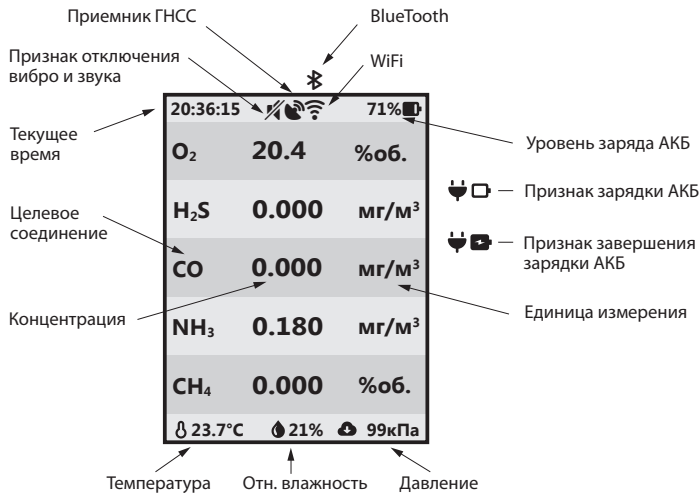 Приемник ГНСС
BlueTooth
Признак отключения
вибро и звука
WiFi
20:36:15
71%
Текущее
время
Уровень заряда АКБ
O₂ 20.4 %об.
Признак зарядки АКБ
H₂S 0.000 мг/м³
Целевое
соединение
Признак завершения
зарядки АКБ
CO 0.000 мг/м³
Концентрация
Единица измерения
NH₃ 0.180 мг/м³
CH₄ 0.000 %об.
23.7°C 21% 99кПа
Температура
Отн. влажность
Давление